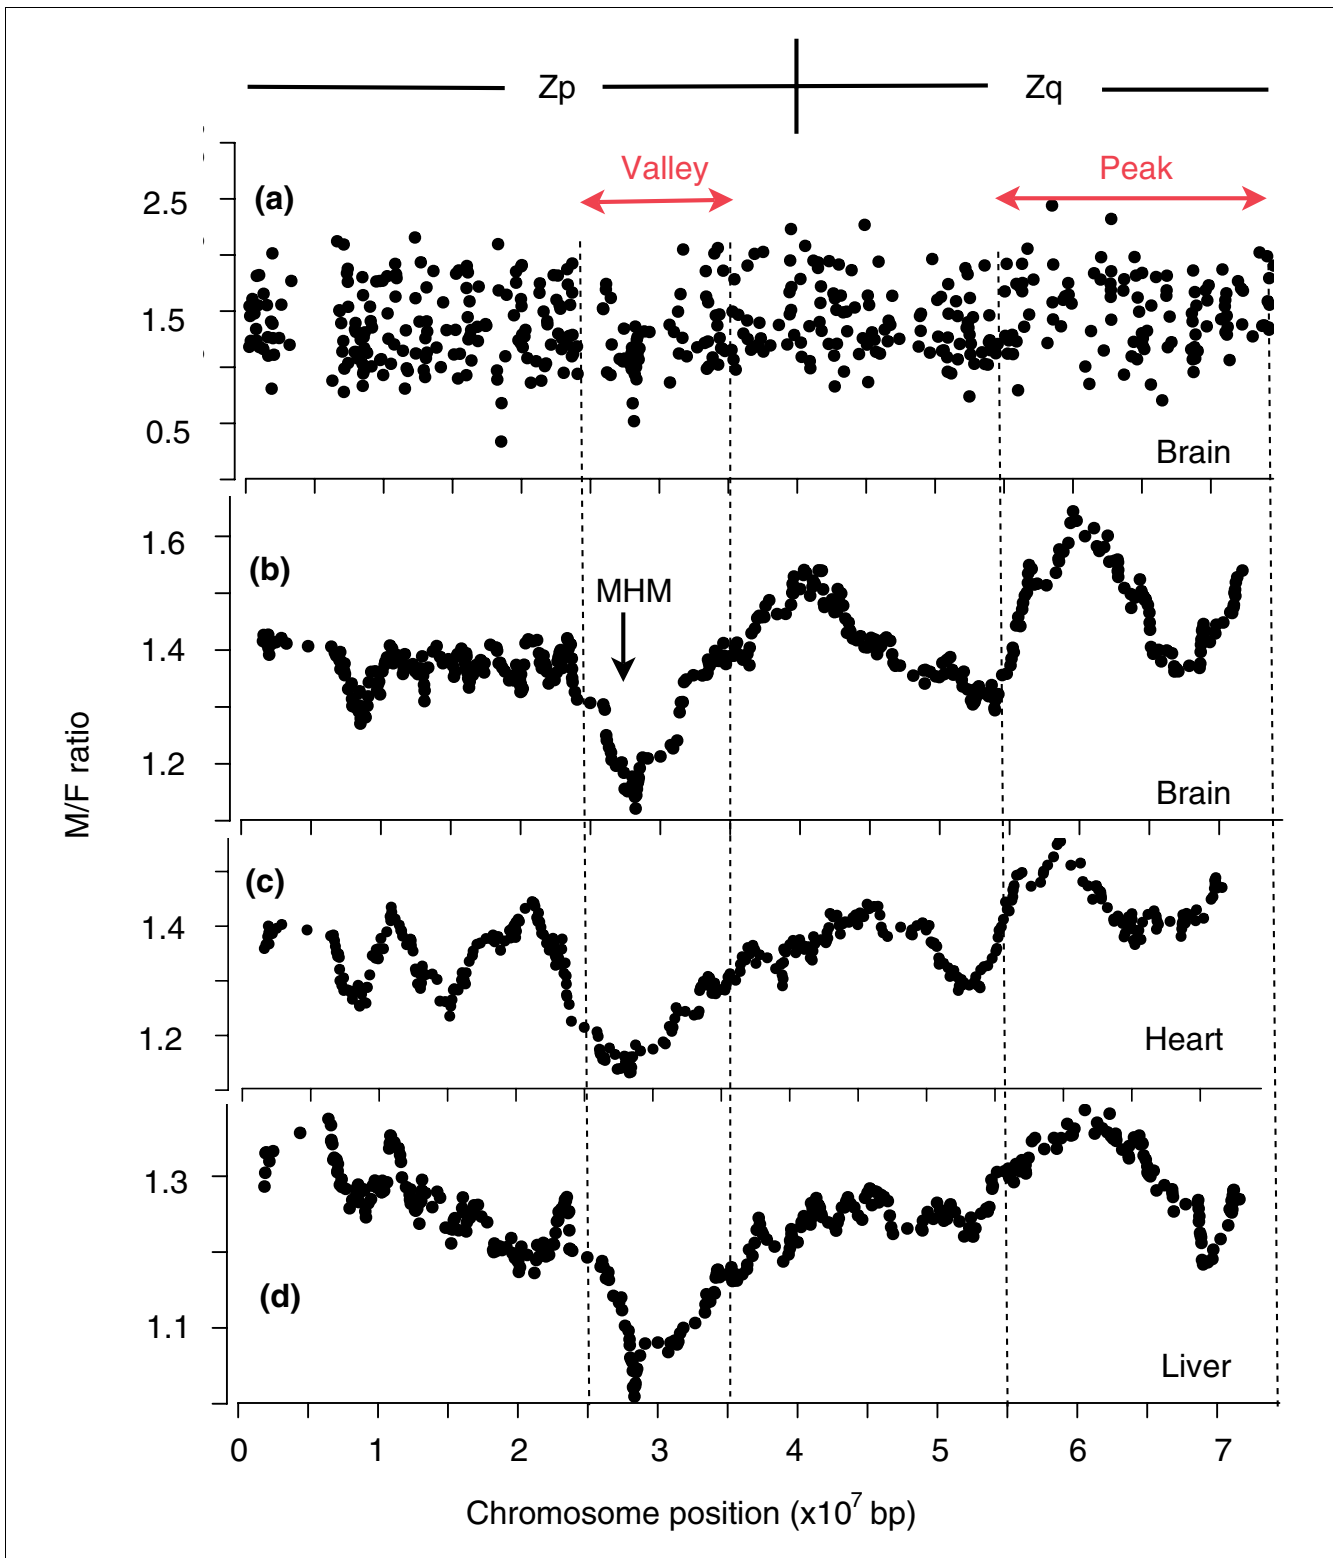 Zp Zq
Valley Peak
(a)
2.5
1.5
0.5
Brain
(b)
1.6
MHM
1.4
1.2
Brain
M/F ratio
(c)
1.4
1.2
Heart
1.3
(d)
1.1
Liver
0 1 2 3 4 5 6 7
Chromosome position (x10⁷ bp)